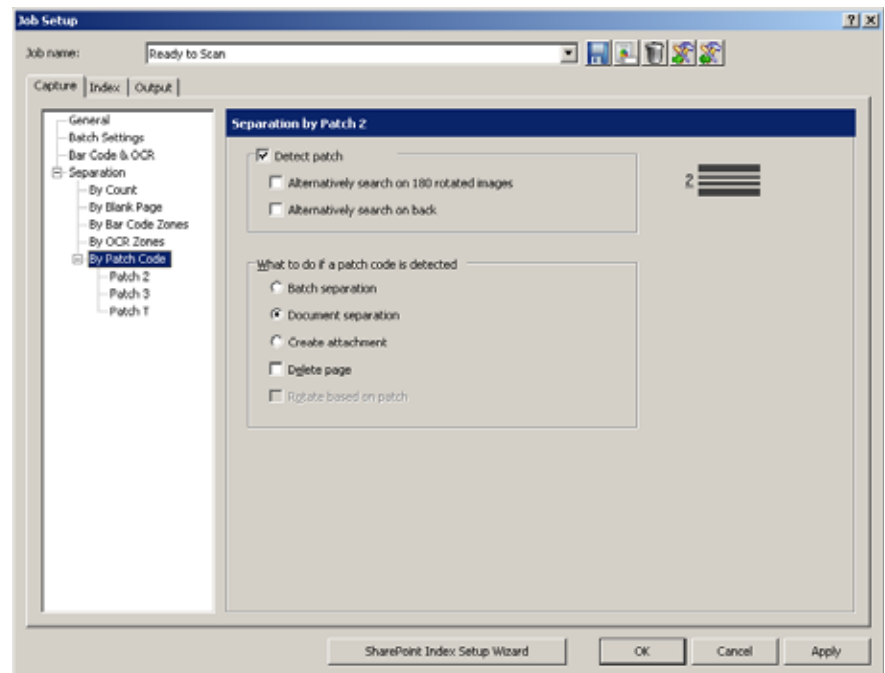 Job Setup
Job name:
Ready to Scan
Capture
Index
Output
General
Batch Settings
Bar Code & OCR
Separation
By Count
By Blank Page
By Bar Code Zones
By OCR Zones
By Patch Code
Patch 2
Patch 3
Patch T
Separation by Patch 2
Detect patch
Alternatively search on 180 rotated images
Alternatively search on back
2
What to do if a patch code is detected
Batch separation
Document separation
Create attachment
Delete page
Rotate based on patch
SharePoint Index Setup Wizard
OK
Cancel
Apply